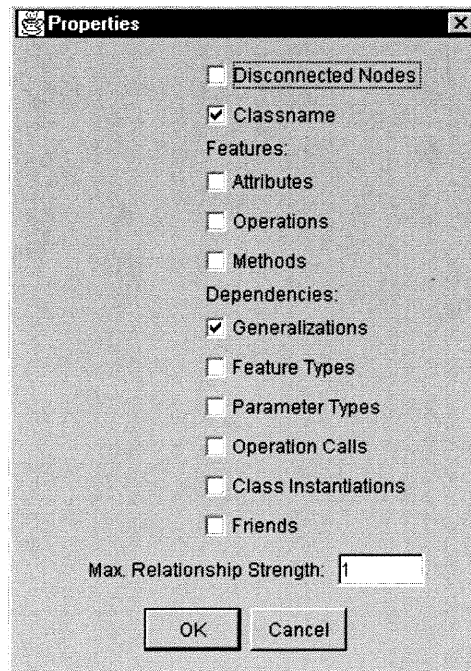 Properties
Disconnected Nodes
Classname
Features:
Attributes
Operations
Methods
Dependencies:
Generalizations
Feature Types
Parameter Types
Operation Calls
Class Instantiations
Friends
Max. Relationship Strength: 1
OK Cancel